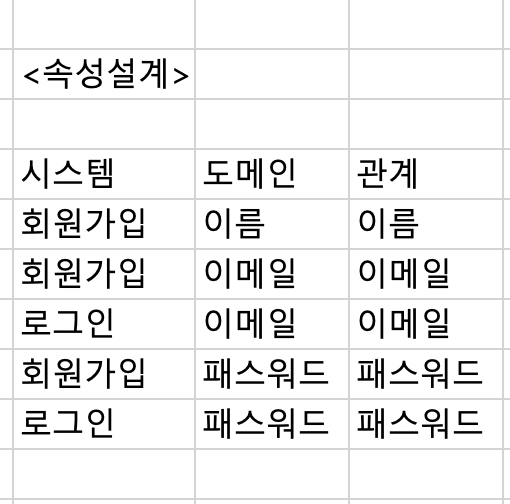 <속성설계>
시스템 도메인 관계
회원가입 이름 이름
회원가입 이메일 이메일
로그인 이메일 이메일
회원가입 패스워드 패스워드
로그인 패스워드 패스워드